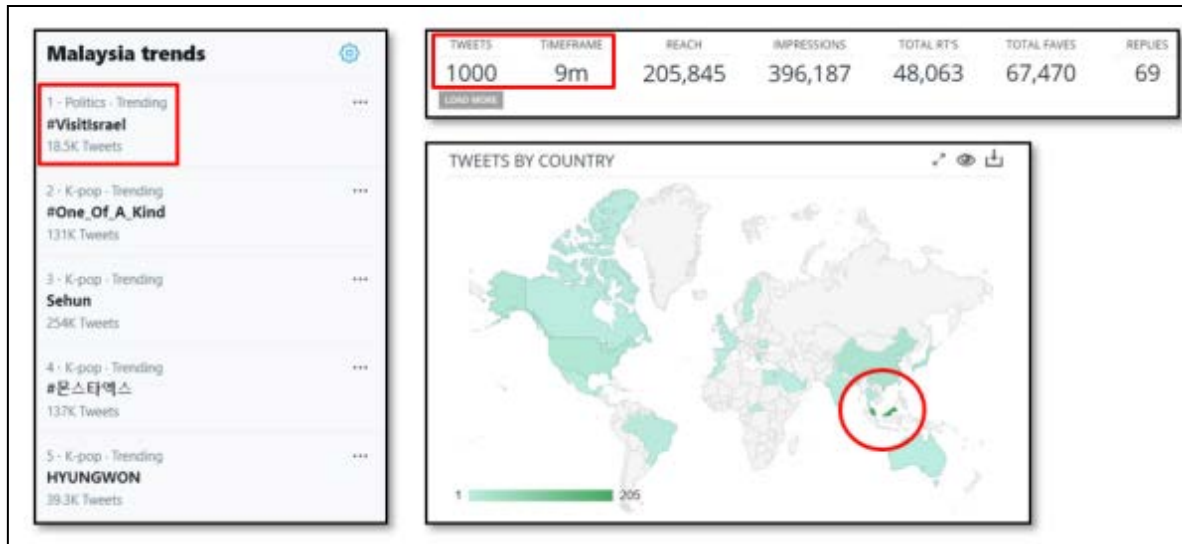 Malaysia trends
1 · Politics · Trending
#VisitIsrael
18.5K Tweets
2 · K-pop · Trending
#One_Of_A_Kind
131K Tweets
3 · K-pop · Trending
Sehun
254K Tweets
4 · K-pop · Trending
#몬스타엑스
137K Tweets
5 · K-pop · Trending
HYUNGWON
39.3K Tweets
TWEETS TIMEFRAME REACH IMPRESSIONS TOTAL RT'S TOTAL FAVES REPLIES
1000 9m 205,845 396,187 48,063 67,470 69
LOAD MORE
TWEETS BY COUNTRY
1 205